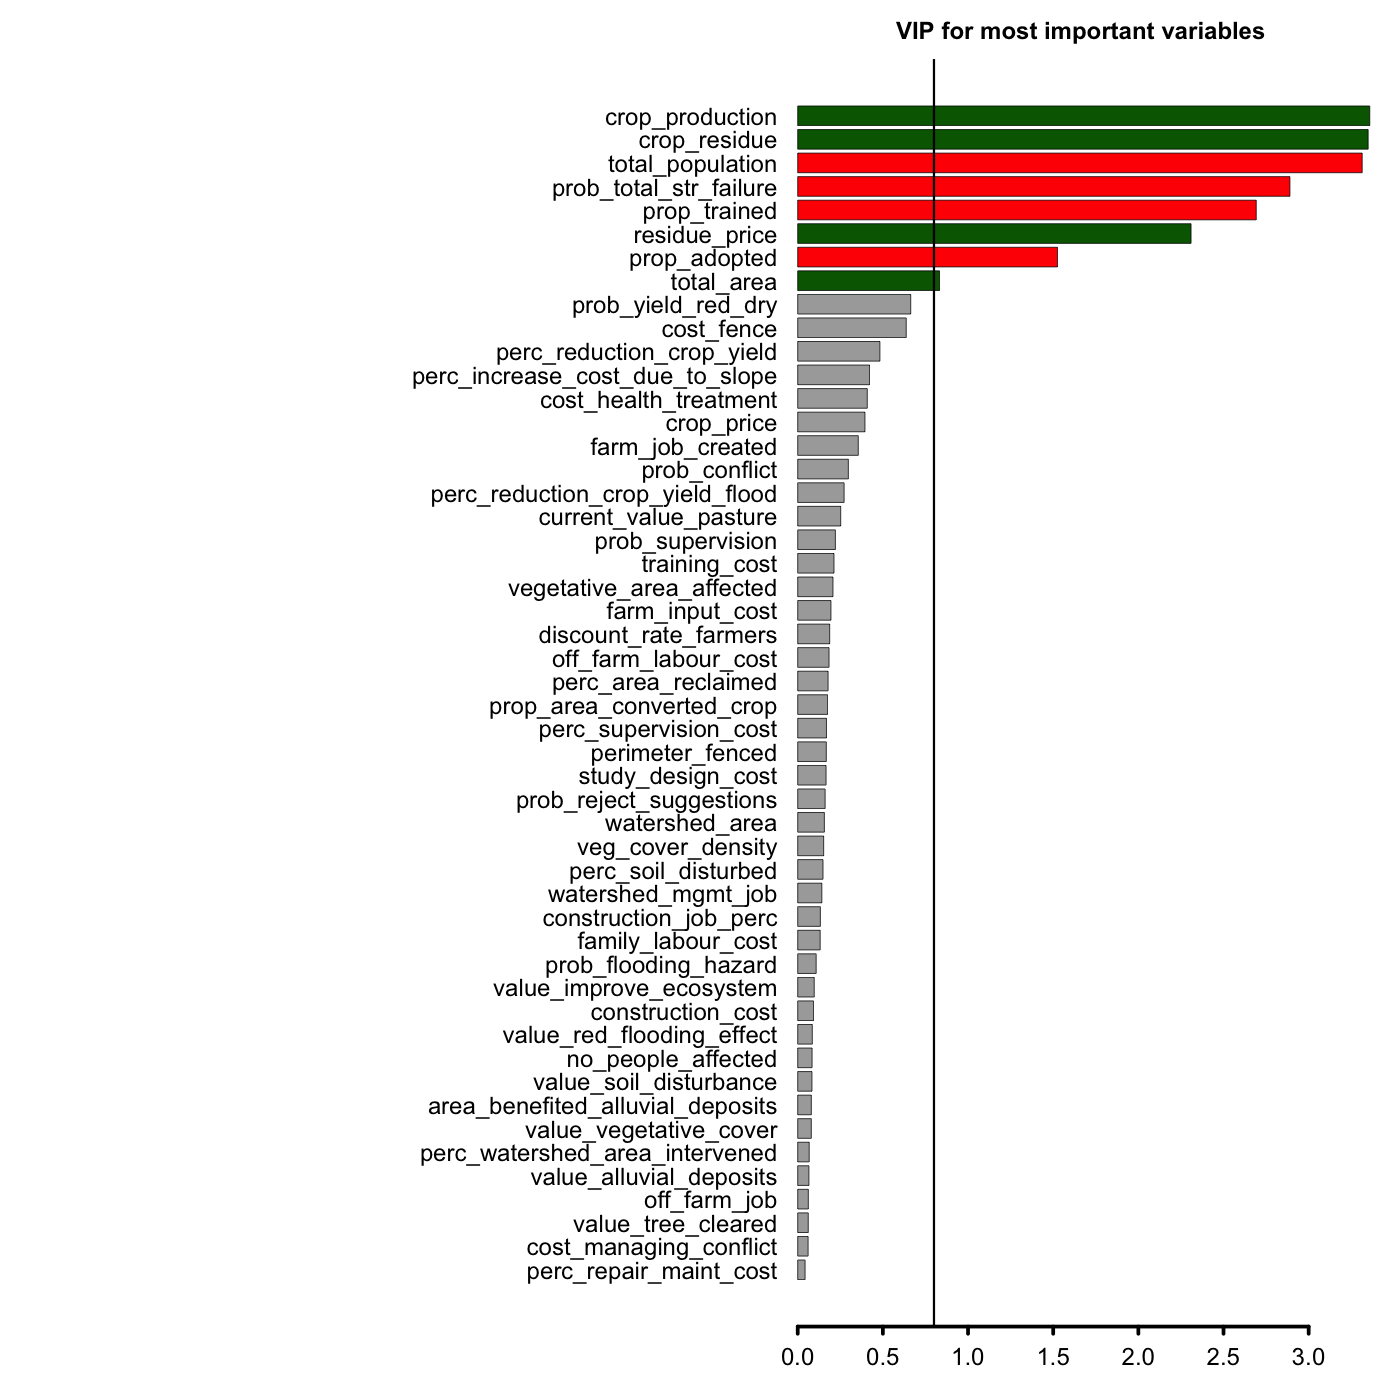 VIP for most important variables
crop_production
crop_residue
total_population
prob_total_str_failure
prop_trained
residue_price
prop_adopted
total_area
prob_yield_red_dry
cost_fence
perc_reduction_crop_yield
perc_increase_cost_due_to_slope
cost_health_treatment
crop_price
farm_job_created
prob_conflict
perc_reduction_crop_yield_flood
current_value_pasture
prob_supervision
training_cost
vegetative_area_affected
farm_input_cost
discount_rate_farmers
off_farm_labour_cost
perc_area_reclaimed
prop_area_converted_crop
perc_supervision_cost
perimeter_fenced
study_design_cost
prob_reject_suggestions
watershed_area
veg_cover_density
perc_soil_disturbed
watershed_mgmt_job
construction_job_perc
family_labour_cost
prob_flooding_hazard
value_improve_ecosystem
construction_cost
value_red_flooding_effect
no_people_affected
value_soil_disturbance
area_benefited_alluvial_deposits
value_vegetative_cover
perc_watershed_area_intervened
value_alluvial_deposits
off_farm_job
value_tree_cleared
cost_managing_conflict
perc_repair_maint_cost
0.0 0.5 1.0 1.5 2.0 2.5 3.0